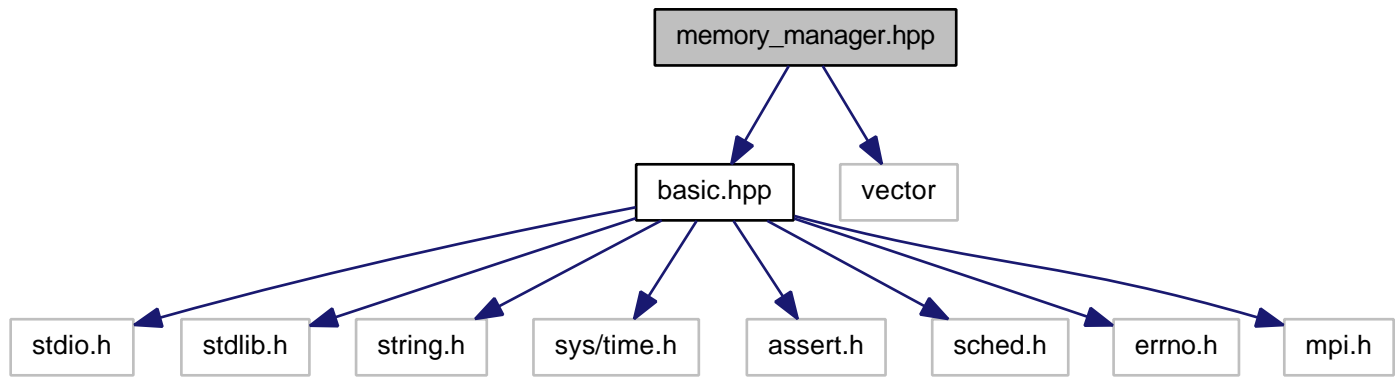 memory_manager.hpp
basic.hpp
vector
stdio.h
stdlib.h
string.h
sys/time.h
assert.h
sched.h
errno.h
mpi.h